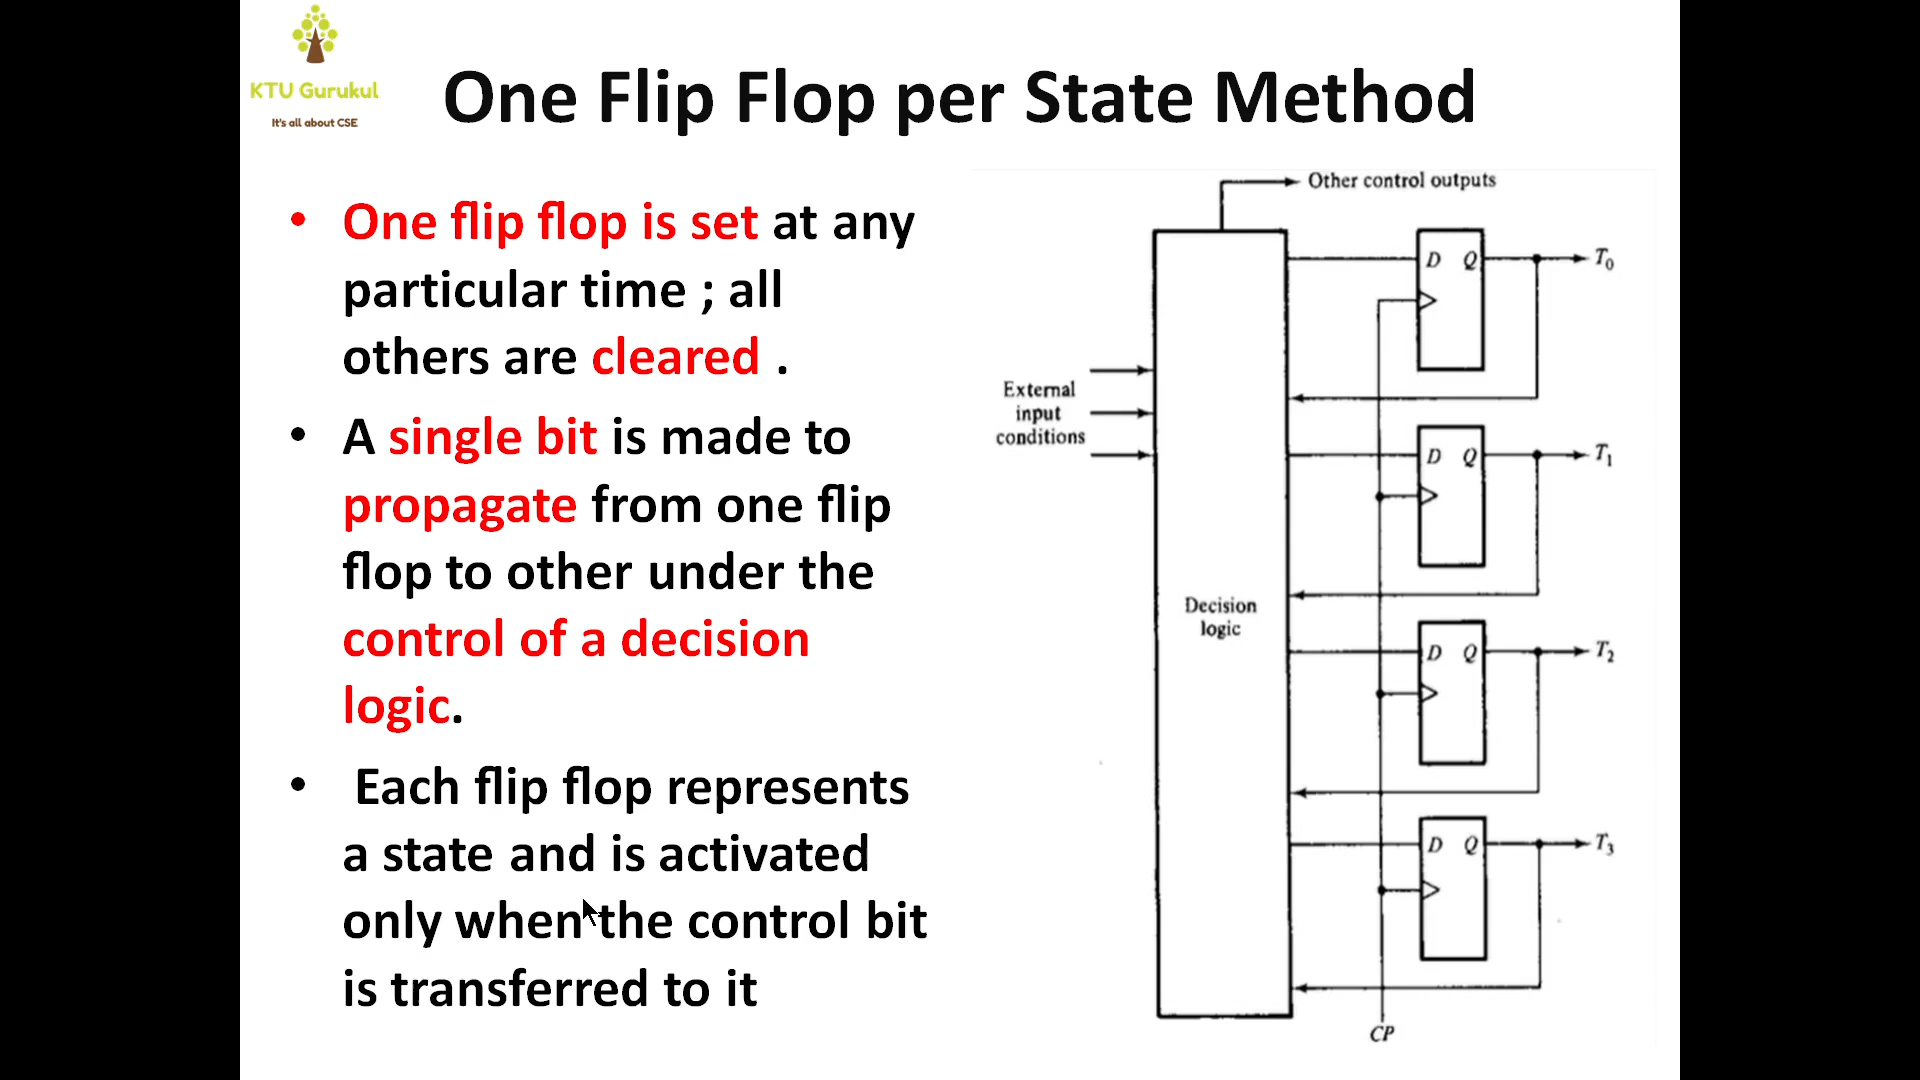 KTU Gurukul
It's all about CSE
One Flip Flop per State Method
• One flip flop is set at any
particular time ; all
others are cleared .
• A single bit is made to
propagate from one flip
flop to other under the
control of a decision
logic.
• Each flip flop represents
a state and is activated
only when the control bit
is transferred to it
Other control outputs
D Q T0
External
input
conditions
D Q T1
Decision
logic
D Q T2
D Q T3
CP